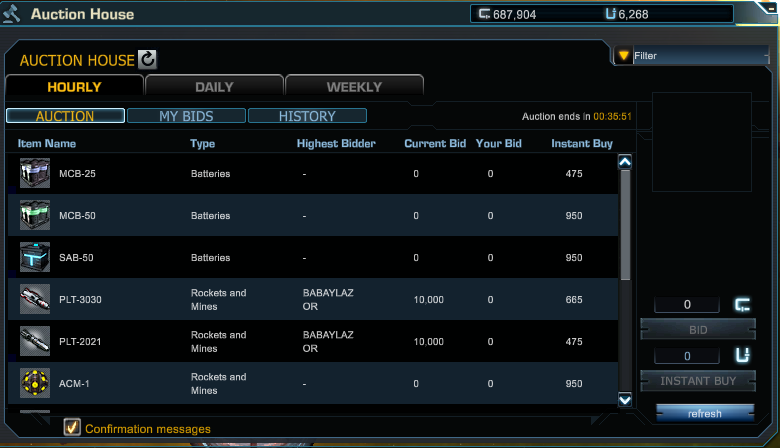 Auction House
687,904
6,268
AUCTION HOUSE
Filter
HOURLY
DAILY
WEEKLY
AUCTION
MY BIDS
HISTORY
Auction ends in 00:35:51
Item Name Type Highest Bidder Current Bid Your Bid Instant Buy
MCB-25 Batteries - 0 0 475
MCB-50 Batteries - 0 0 950
SAB-50 Batteries - 0 0 950
PLT-3030 Rockets and Mines BABAYLAZ OR 10,000 0 665
PLT-2021 Rockets and Mines BABAYLAZ OR 10,000 0 475
ACM-1 Rockets and Mines - 0 0 950
0
BID
0
INSTANT BUY
refresh
Confirmation messages